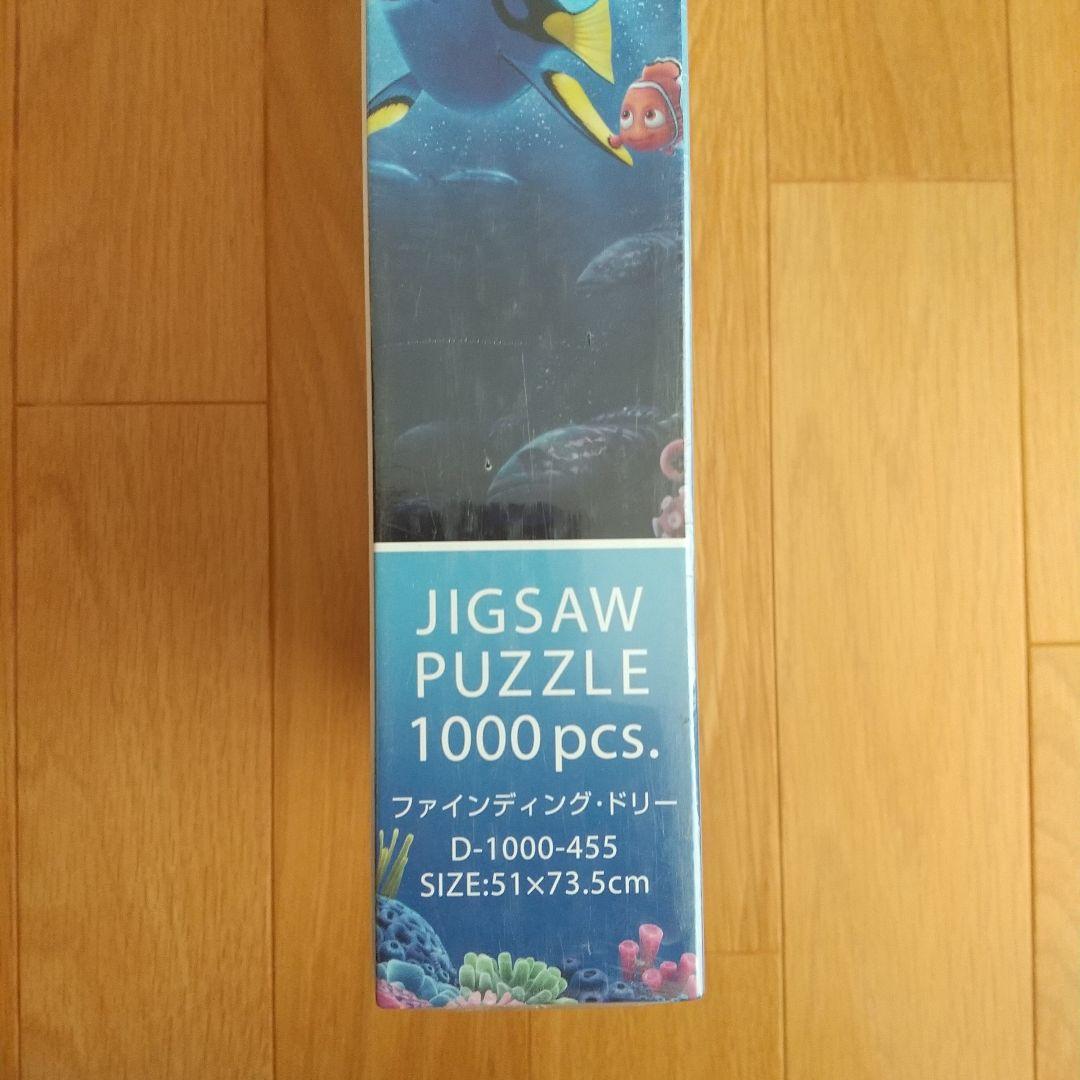 JIGSAW
PUZZLE
1000 pcs.
ファインディング・ドリー
D-1000-455
SIZE:51×73.5cm